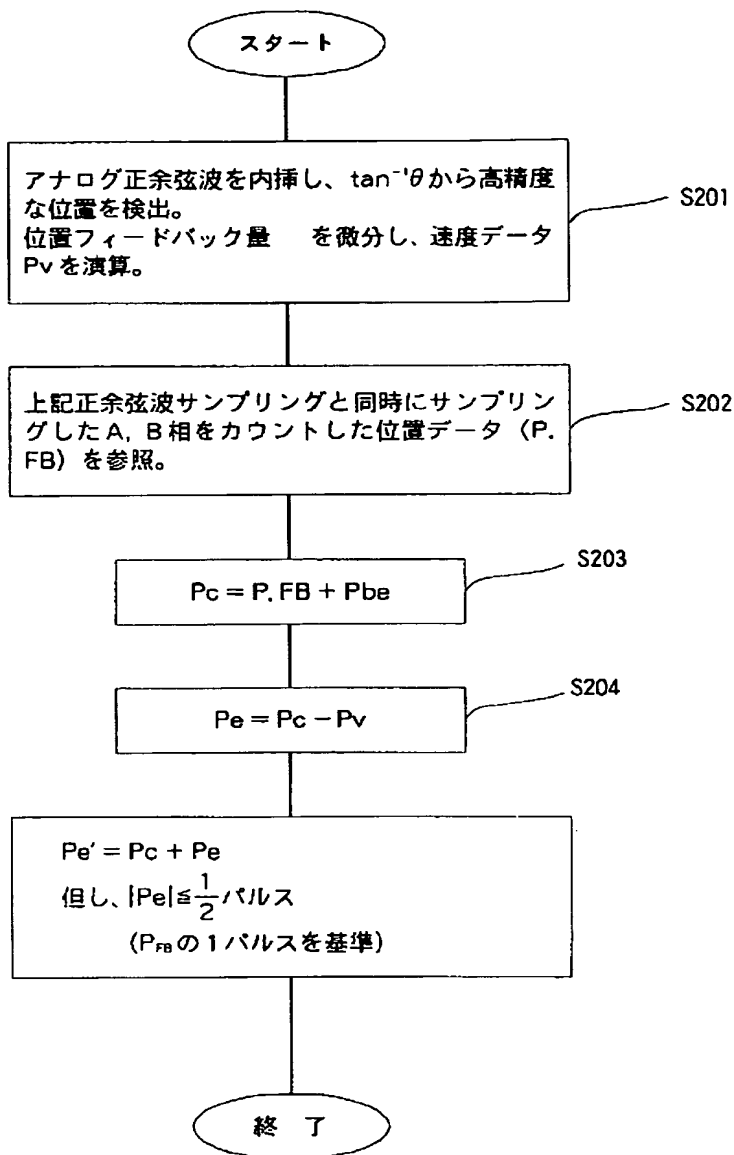 スタート
アナログ正余弦波を内挿し、tan⁻¹θから高精度
な位置を検出。
位置フィードバック量　　を微分し、速度データ
Pvを演算。
S201
上記正余弦波サンプリングと同時にサンプリン
グしたA, B相をカウントした位置データ（P.
FB）を参照。
S202
Pc = P. FB + Pbe
S203
Pe = Pc − Pv
S204
Pe′ = Pc + Pe
但し、|Pe|≦1/2パルス
(PFBの1パルスを基準)
終 了